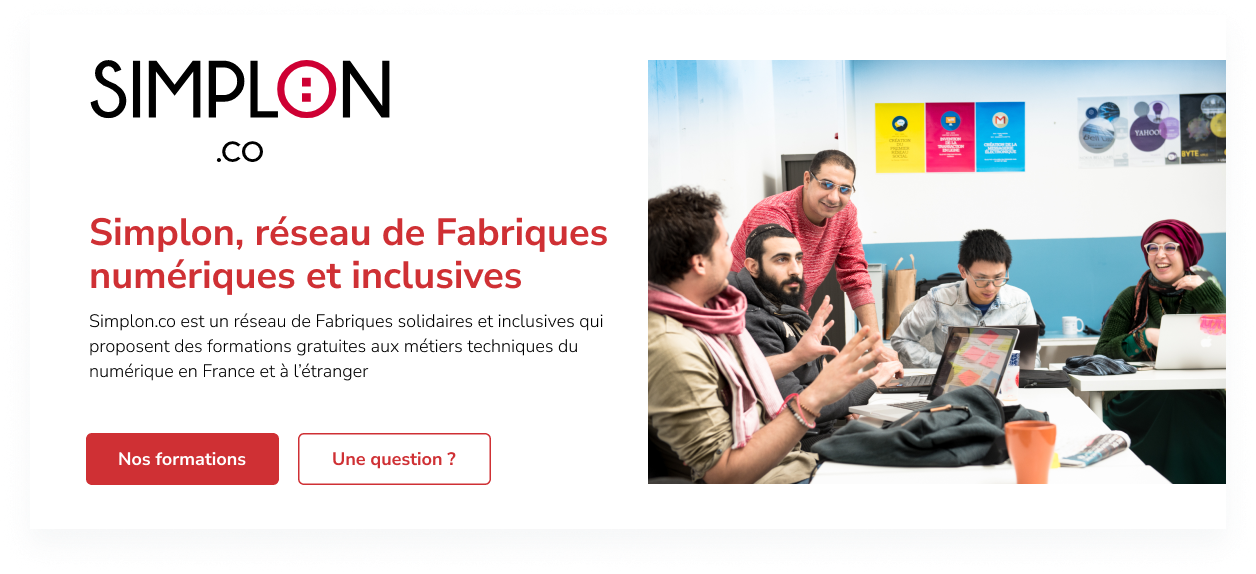 SIMPLON
.CO
Simplon, réseau de Fabriques
numériques et inclusives
Simplon.co est un réseau de Fabriques solidaires et inclusives qui
proposent des formations gratuites aux métiers techniques du
numérique en France et à l’étranger
Nos formations
Une question ?
YAHOO!
BYTE